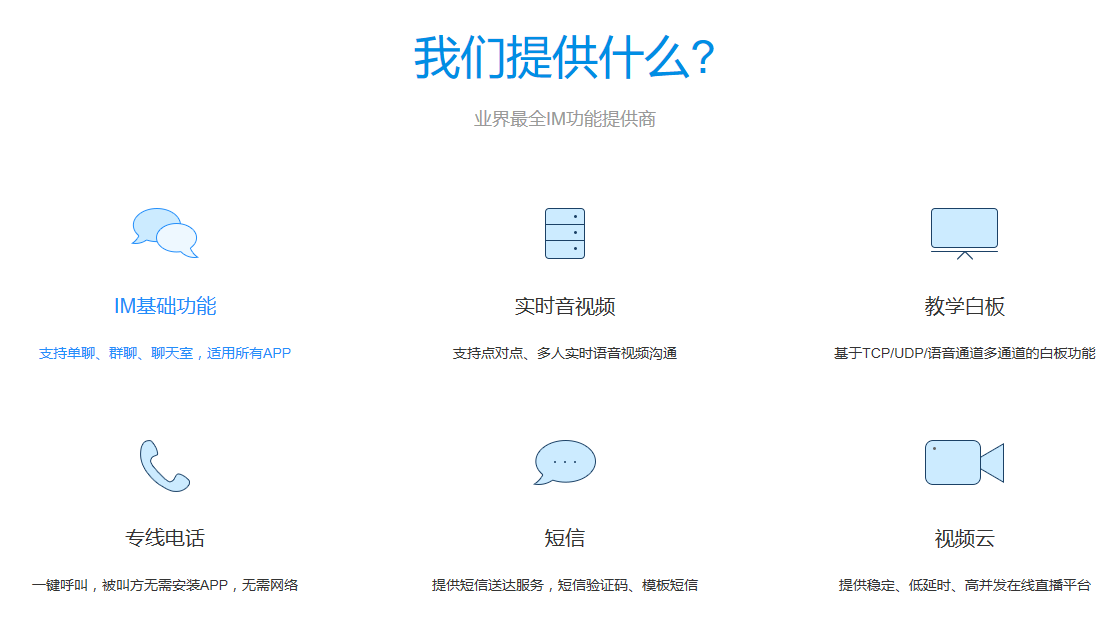 我们提供什么?
业界最全IM功能提供商
IM基础功能
支持单聊、群聊、聊天室，适用所有APP
实时音视频
支持点对点、多人实时语音视频沟通
教学白板
基于TCP/UDP/语音通道多通道的白板功能
专线电话
一键呼叫，被叫方无需安装APP，无需网络
短信
提供短信送达服务，短信验证码、模板短信
视频云
提供稳定、低延时、高并发在线直播平台